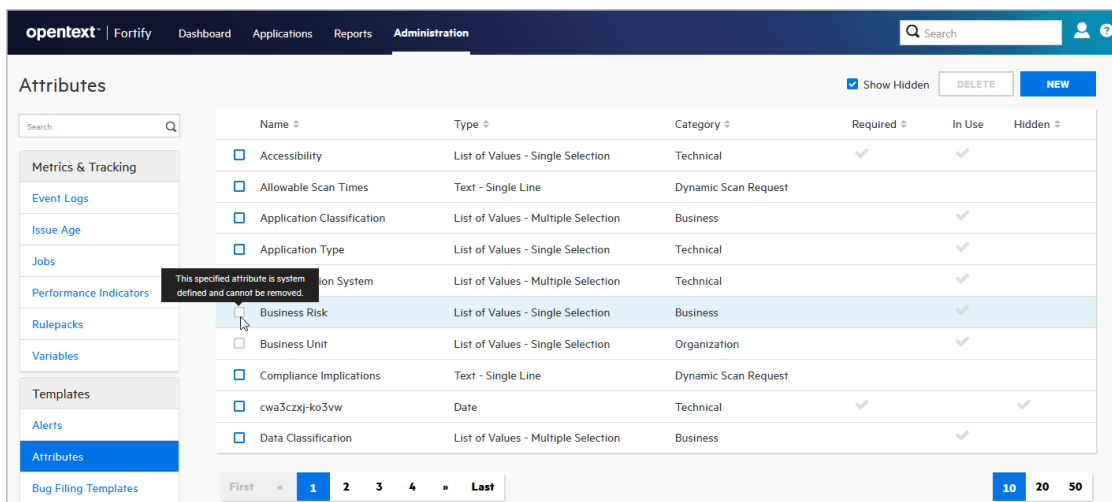 opentext™ | Fortify Dashboard Applications Reports Administration Search
Attributes Show Hidden DELETE NEW
Search
Metrics & Tracking
Event Logs
Issue Age
Jobs
Performance Indicators
Rulepacks
Variables
Templates
Alerts
Attributes
Bug Filing Templates
Name Type Category Required In Use Hidden
Accessibility List of Values - Single Selection Technical
Allowable Scan Times Text - Single Line Dynamic Scan Request
Application Classification List of Values - Multiple Selection Business
Application Type List of Values - Single Selection Technical
This specified attribute is system
defined and cannot be removed.
ion System List of Values - Multiple Selection Technical
Business Risk List of Values - Single Selection Business
Business Unit List of Values - Single Selection Organization
Compliance Implications Text - Single Line Dynamic Scan Request
cwa3czxj-ko3vw Date Technical
Data Classification List of Values - Multiple Selection Business
First « 1 2 3 4 » Last 10 20 50